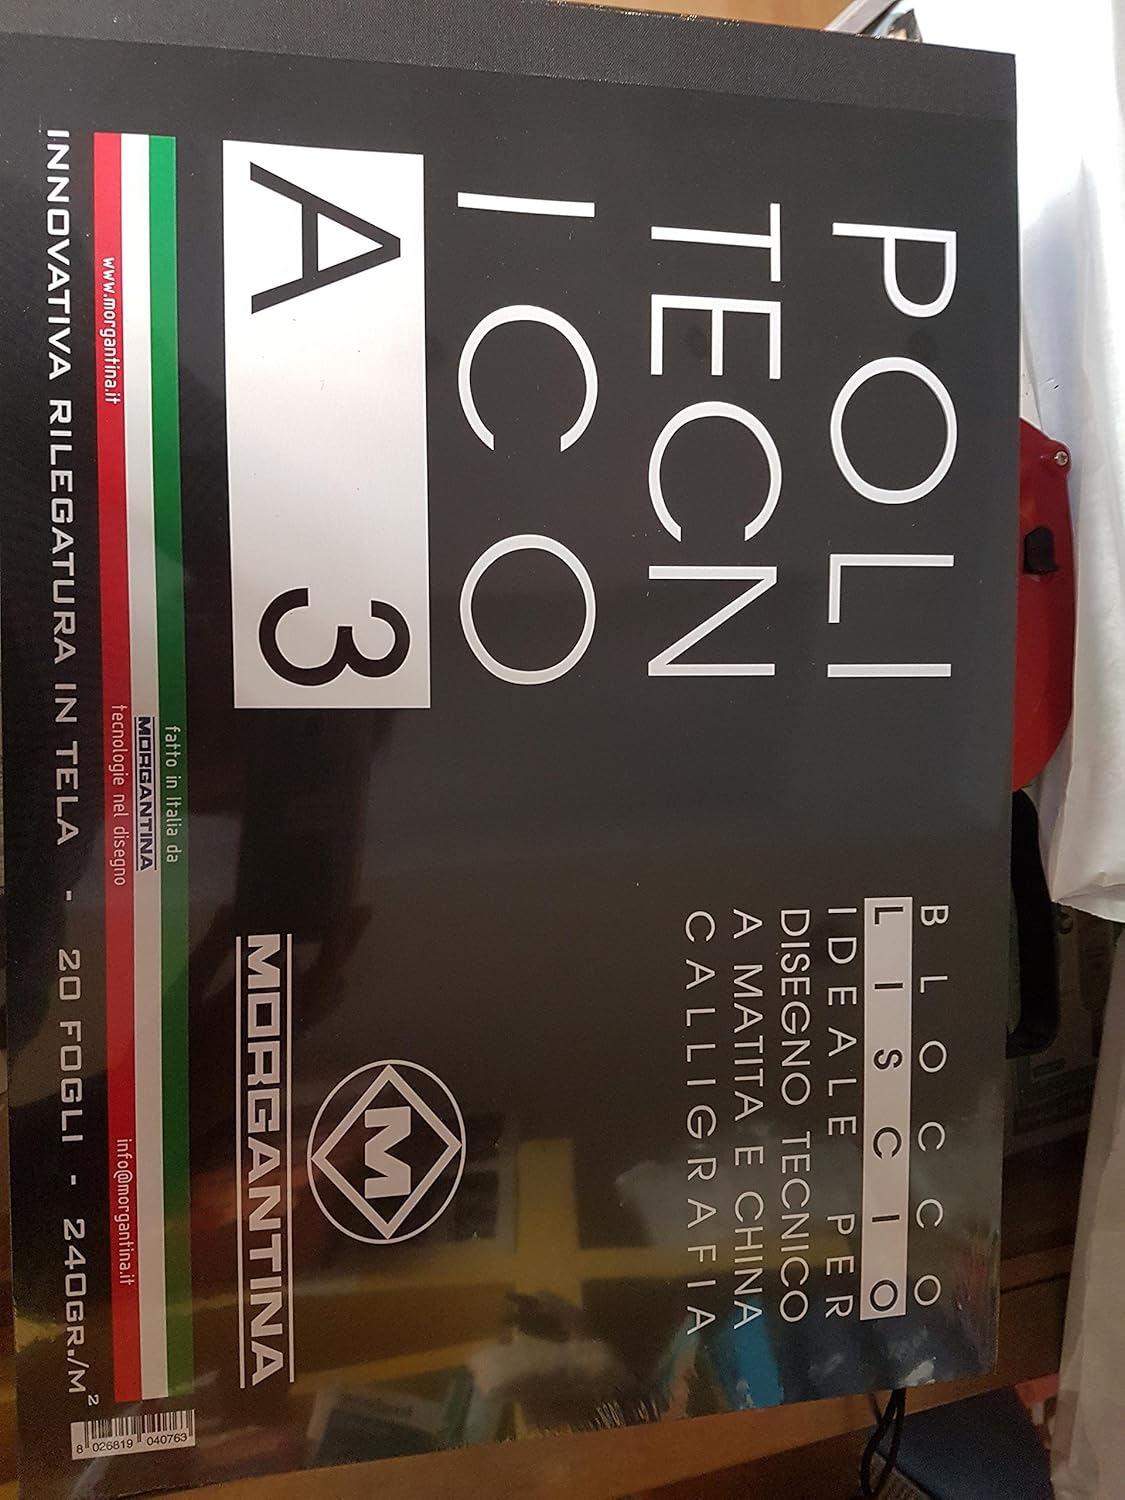 POLI
TECN
ICO
A 3
BLOCCO
LISCIO
IDEALE PER
DISEGNO TECNICO
A MATITA E CHINA
CALLIGRAFIA
M
MORGANTINA
fatto in Italia da
MORGANTINA
tecnologie nel disegno
www.morgantina.it
info@morgantina.it
INNOVATIVA RILEGATURA IN TELA - 20 FOGLI - 240GR./M²
8 026819 040763